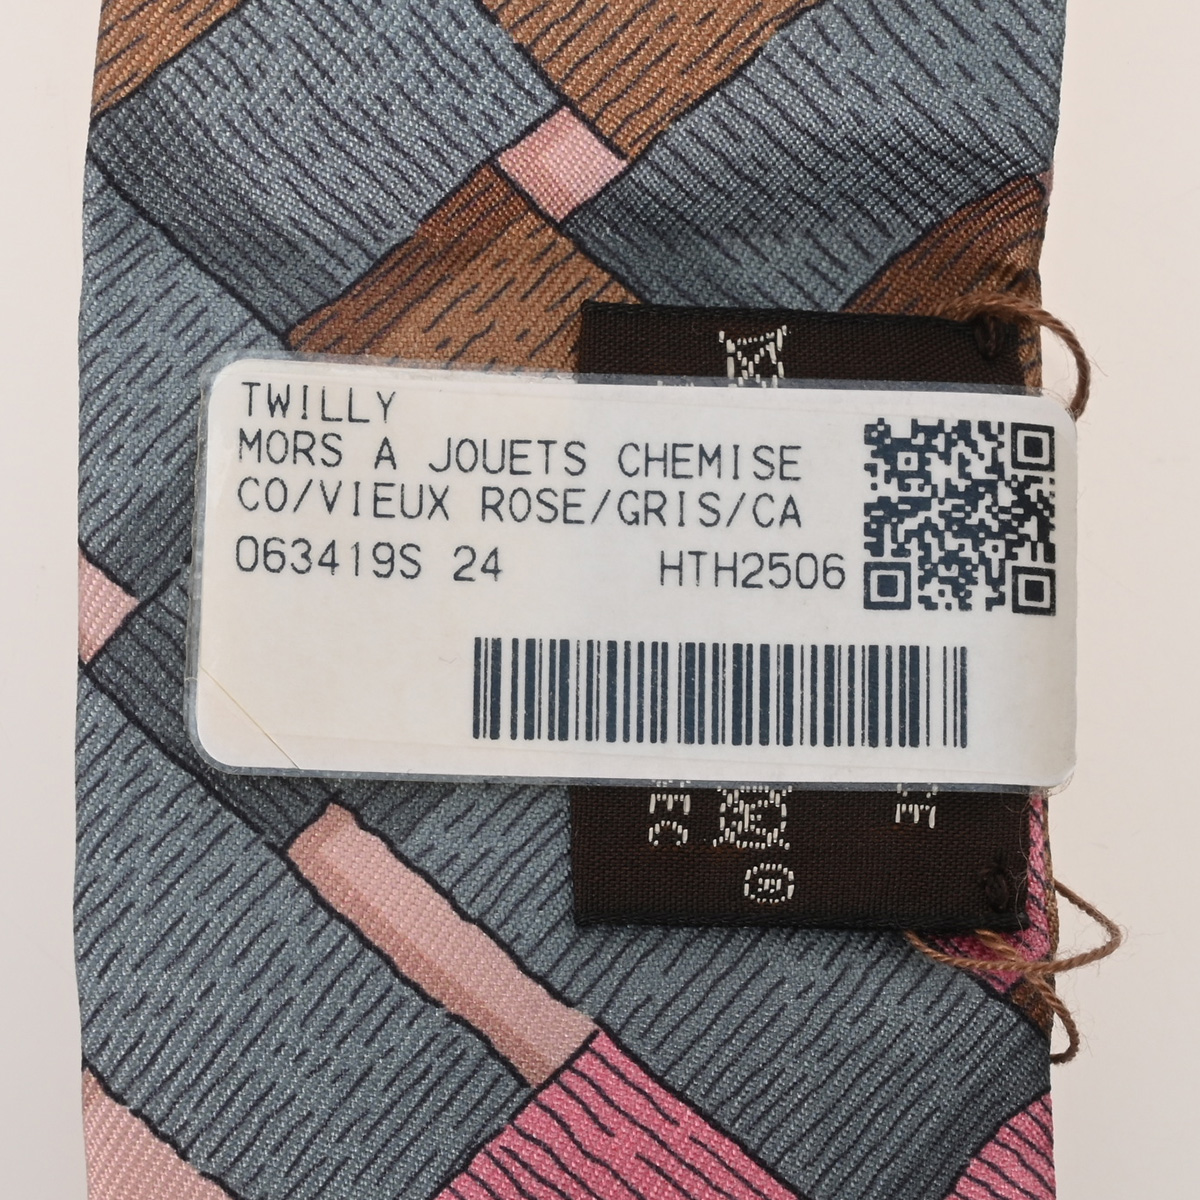 TWILLY
MORS A JOUETS CHEMISE
CO/VIEUX ROSE/GRIS/CA
063419S 24 HTH2506